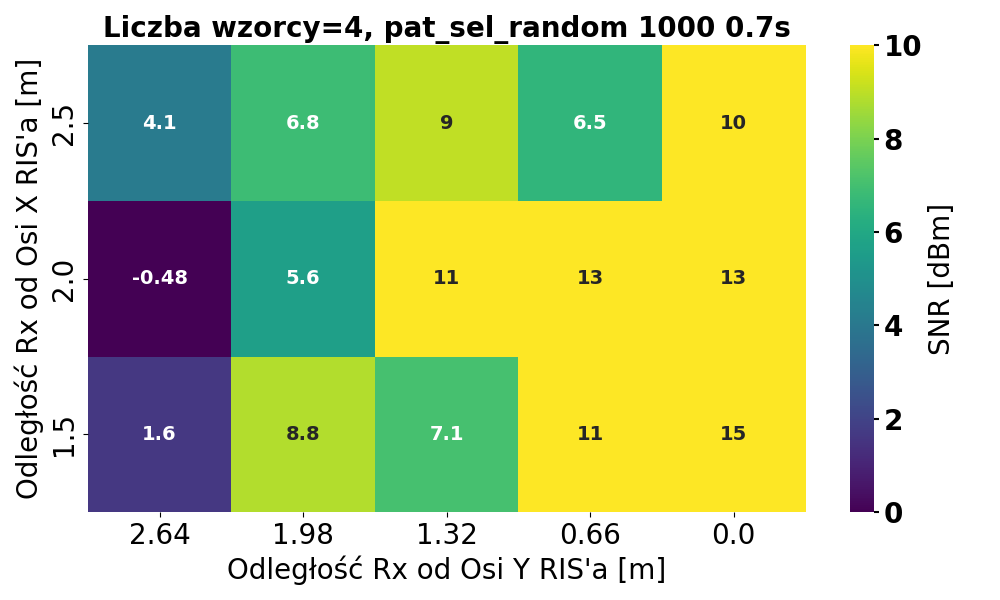 Liczba wzorcy=4, pat_sel_random 1000 0.7s
Odległość Rx od Osi X RIS'a [m]
2.5
4.1 6.8 9 6.5 10
2.0
-0.48 5.6 11 13 13
1.5
1.6 8.8 7.1 11 15
2.64 1.98 1.32 0.66 0.0
Odległość Rx od Osi Y RIS'a [m]
10
8
6
4
2
0
SNR [dBm]